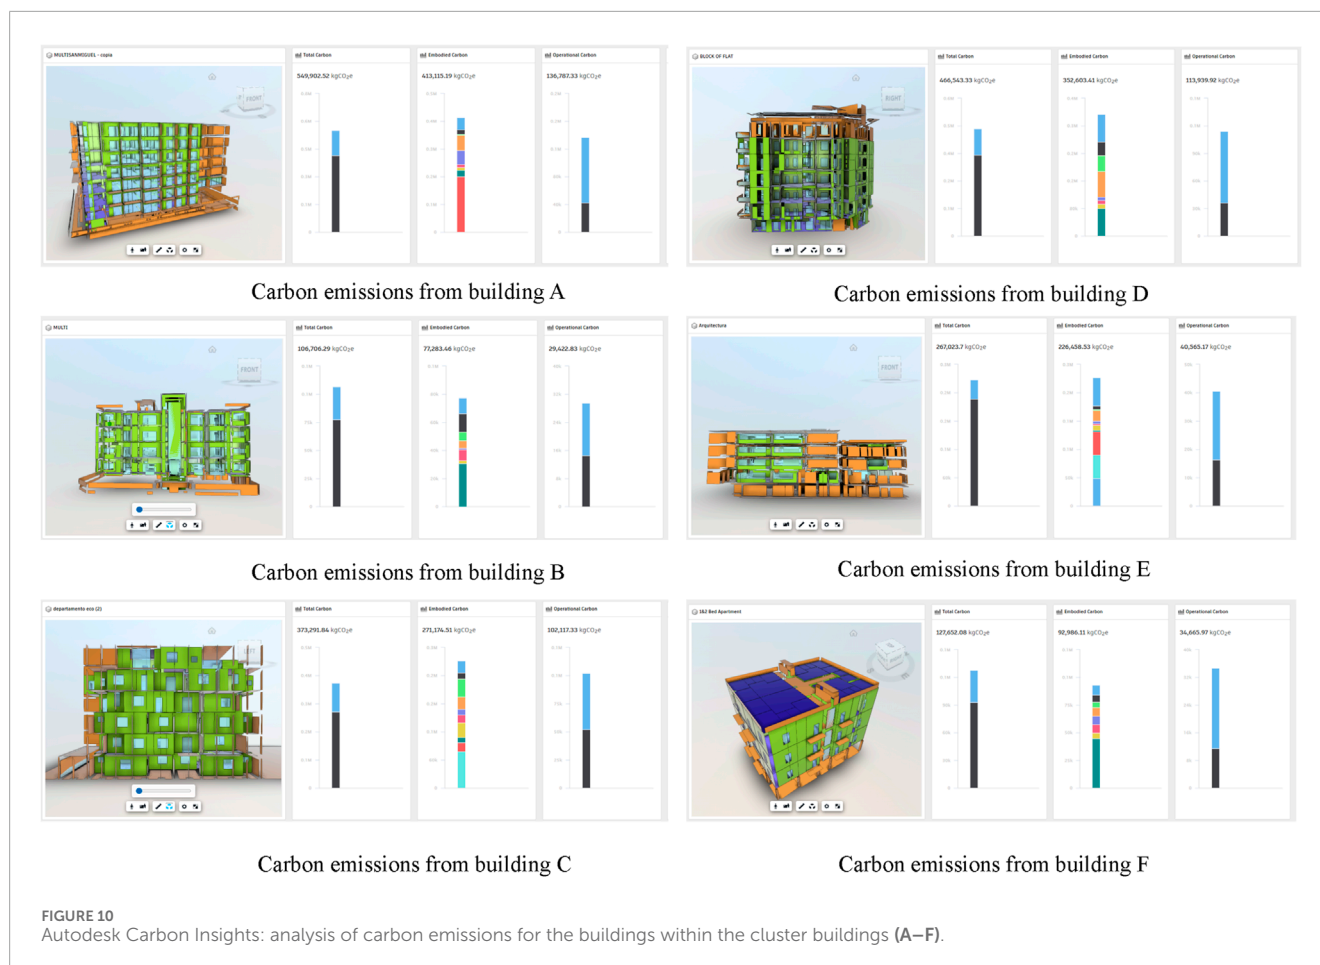 MULTISANMIGUEL - copia
Total Carbon
Embodied Carbon
Operational Carbon
549,902.52 kgCO₂e
413,115.19 kgCO₂e
136,787.33 kgCO₂e
FRONT
Carbon emissions from building A
BLOCK OF FLAT
Total Carbon
Embodied Carbon
Operational Carbon
466,543.33 kgCO₂e
352,603.41 kgCO₂e
113,939.92 kgCO₂e
RIGHT
Carbon emissions from building D
MULTI
Total Carbon
Embodied Carbon
Operational Carbon
106,706.29 kgCO₂e
77,283.46 kgCO₂e
29,422.83 kgCO₂e
FRONT
Carbon emissions from building B
Arquitectura
Total Carbon
Embodied Carbon
Operational Carbon
267,023.7 kgCO₂e
226,458.53 kgCO₂e
40,565.17 kgCO₂e
FRONT
Carbon emissions from building E
departamento eco (2)
Total Carbon
Embodied Carbon
Operational Carbon
373,291.84 kgCO₂e
271,174.51 kgCO₂e
102,117.33 kgCO₂e
Carbon emissions from building C
1&2 Bed Apartment
Total Carbon
Embodied Carbon
Operational Carbon
127,652.08 kgCO₂e
92,986.11 kgCO₂e
34,665.97 kgCO₂e
Carbon emissions from building F
FIGURE 10
Autodesk Carbon Insights: analysis of carbon emissions for the buildings within the cluster buildings (A–F).